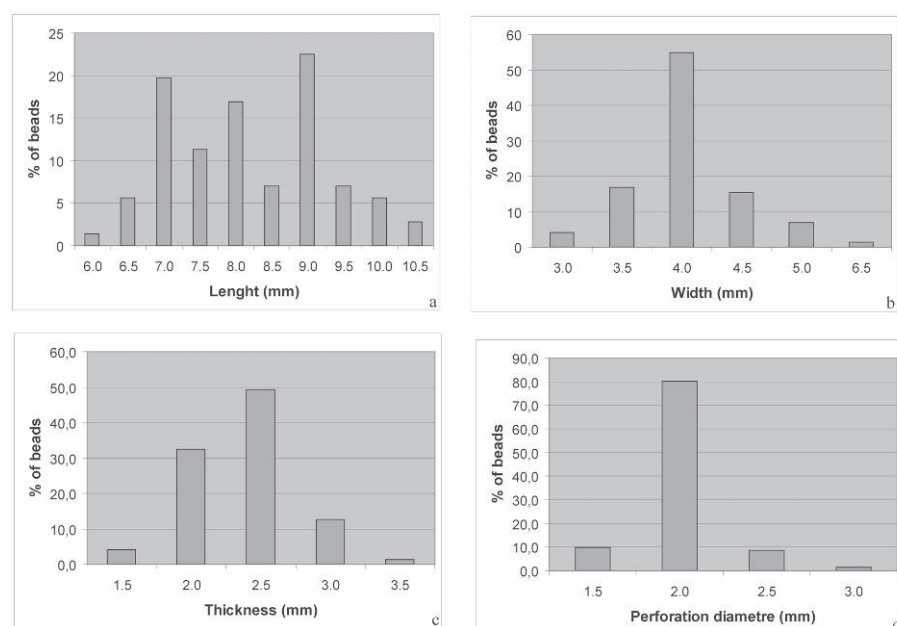 25
20
15
10
5
0
% of beads
6.0 6.5 7.0 7.5 8.0 8.5 9.0 9.5 10.0 10.5
Lenght (mm)
a
60
50
40
30
20
10
0
% of beads
3.0 3.5 4.0 4.5 5.0 6.5
Width (mm)
b
60,0
50,0
40,0
30,0
20,0
10,0
0,0
% of beads
1.5 2.0 2.5 3.0 3.5
Thickness (mm)
c
90,0
80,0
70,0
60,0
50,0
40,0
30,0
20,0
10,0
0,0
% of beads
1.5 2.0 2.5 3.0
Perforation diametre (mm)